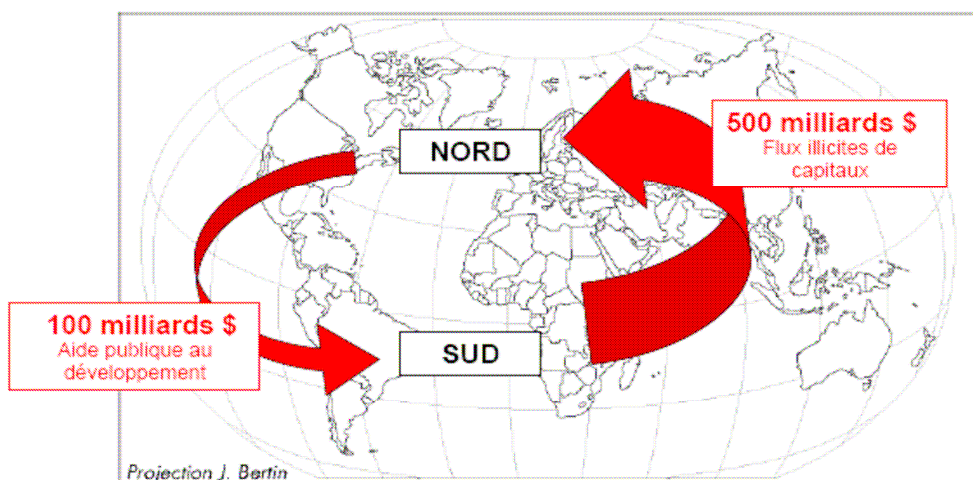 NORD
500 milliards $
Flux illicites de
capitaux
100 milliards $
Aide publique au
développement
SUD
Projection J. Bertin